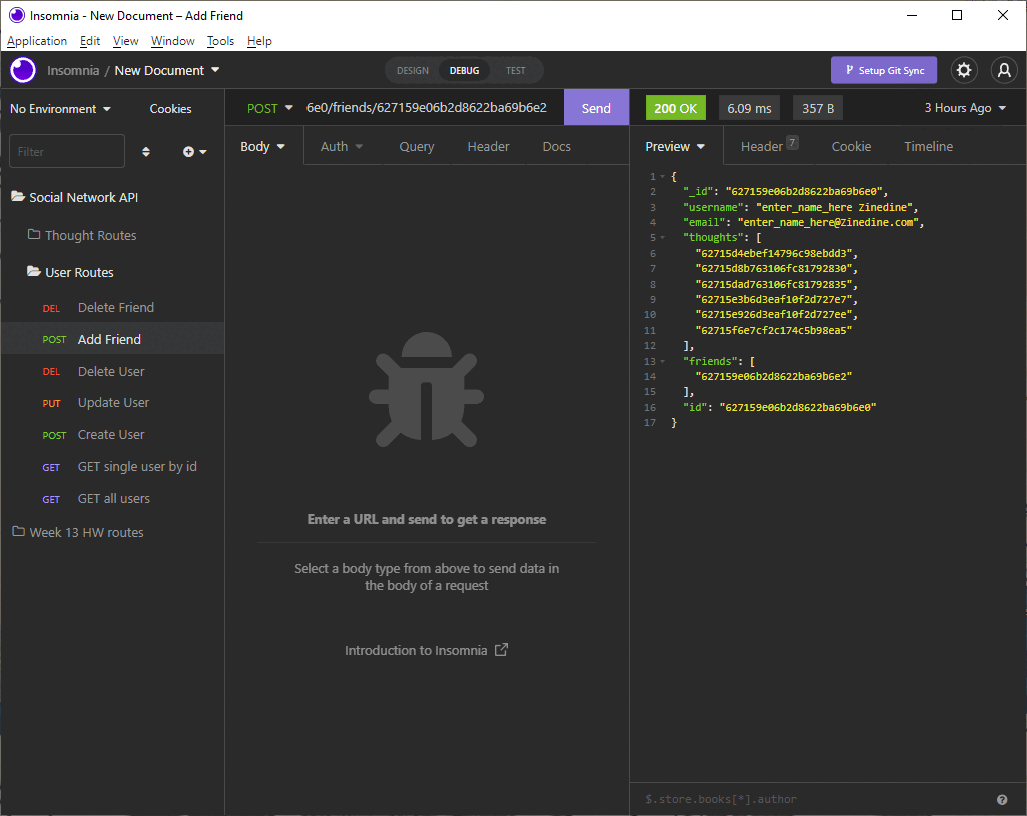 Insomnia - New Document – Add Friend
Application Edit View Window Tools Help
Insomnia / New Document
DESIGN DEBUG TEST
Setup Git Sync
No Environment Cookies
POST 6e0/friends/627159e06b2d8622ba69b6e2 Send
200 OK 6.09 ms 357 B 3 Hours Ago
Filter
Body Auth Query Header Docs
Preview Header 7 Cookie Timeline
Social Network API
Thought Routes
User Routes
DEL Delete Friend
POST Add Friend
DEL Delete User
PUT Update User
POST Create User
GET GET single user by id
GET GET all users
Week 13 HW routes
Enter a URL and send to get a response
Select a body type from above to send data in
the body of a request
Introduction to Insomnia
1 {
2 "_id": "627159e06b2d8622ba69b6e0",
3 "username": "enter_name_here Zinedine",
4 "email": "enter_name_here@Zinedine.com",
5 "thoughts": [
6 "62715d4ebef14796c98ebdd3",
7 "62715d8b763106fc81792830",
8 "62715dad763106fc81792835",
9 "62715e3b6d3eaf10f2d727e7",
10 "62715e926d3eaf10f2d727ee",
11 "62715f6e7cf2c174c5b98ea5"
12 ],
13 "friends": [
14 "627159e06b2d8622ba69b6e2"
15 ],
16 "id": "627159e06b2d8622ba69b6e0"
17 }
$.store.books[*].author